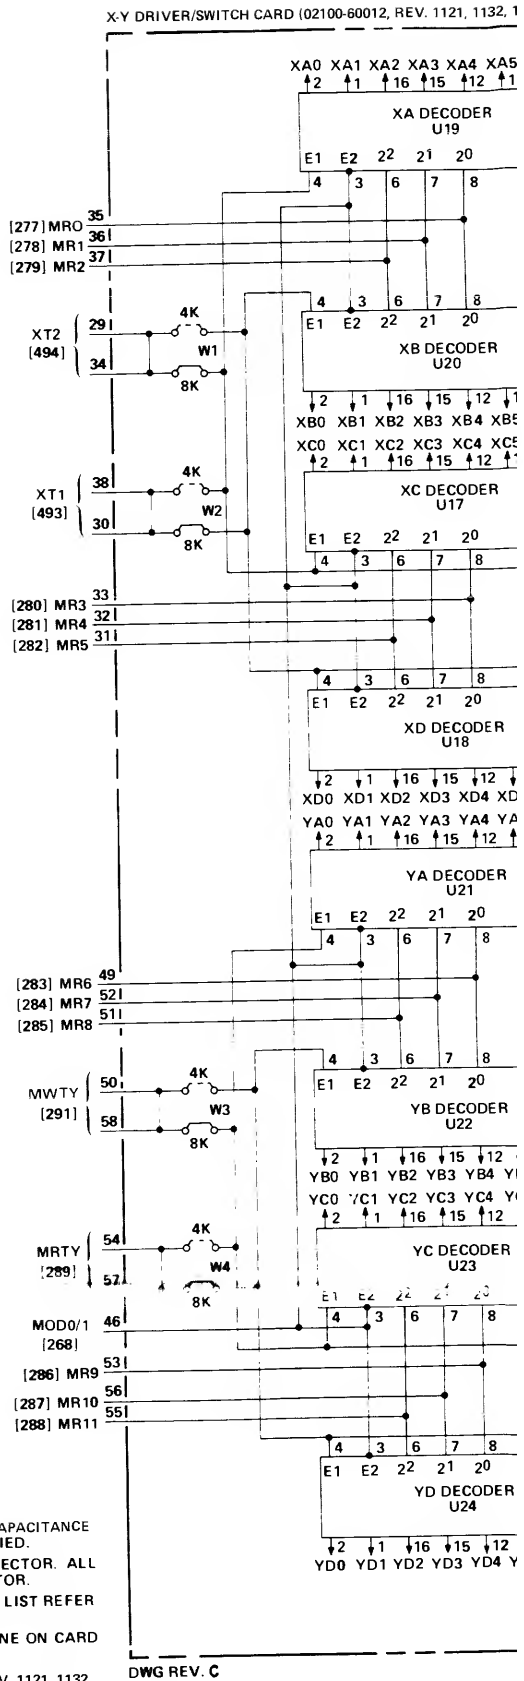 X-Y DRIVER/SWITCH CARD (02100-60012, REV. 1121, 1132, 1
XA0 XA1 XA2 XA3 XA4 XA5
2 1 16 15 12 1
XA DECODER
U19
E1 E2 2² 2¹ 2⁰
4 3 6 7 8
[277] MR0 35
[278] MR1 36
[279] MR2 37
4 3 6 7 8
E1 E2 2² 2¹ 2⁰
XT2 29 4K
[494] W1
34 8K
XB DECODER
U20
2 1 16 15 12 1
XB0 XB1 XB2 XB3 XB4 XB5
XC0 XC1 XC2 XC3 XC4 XC5
2 1 16 15 12 1
XT1 38 4K
[493] W2
30 8K
XC DECODER
U17
E1 E2 2² 2¹ 2⁰
4 3 6 7 8
[280] MR3 33
[281] MR4 32
[282] MR5 31
4 3 6 7 8
E1 E2 2² 2¹ 2⁰
XD DECODER
U18
2 1 16 15 12
XD0 XD1 XD2 XD3 XD4 XD
YA0 YA1 YA2 YA3 YA4 YA
2 1 16 15 12
YA DECODER
U21
E1 E2 2² 2¹ 2⁰
4 3 6 7 8
[283] MR6 49
[284] MR7 52
[285] MR8 51
4 3 6 7 8
E1 E2 2² 2¹ 2⁰
MWTY 50 4K
[291] W3
58 8K
YB DECODER
U22
2 1 16 15 12
YB0 YB1 YB2 YB3 YB4 Y
YC0 YC1 YC2 YC3 YC4 Y
2 1 16 15 12
MRTY 54 4K
[289] W4
57 8K
YC DECODER
U23
E1 E2 2² 2¹ 2⁰
4 3 6 7 8
MOD0/1 46
[268]
[286] MR9 53
[287] MR10 56
[288] MR11 55
4 3 6 7 8
E1 E2 2² 2¹ 2⁰
YD DECODER
U24
2 1 16 15 12
YD0 YD1 YD2 YD3 YD4 Y
APACITANCE
IED.
ECTOR. ALL
TOR.
LIST REFER
NE ON CARD
V. 1121, 1132,
DWG REV. C